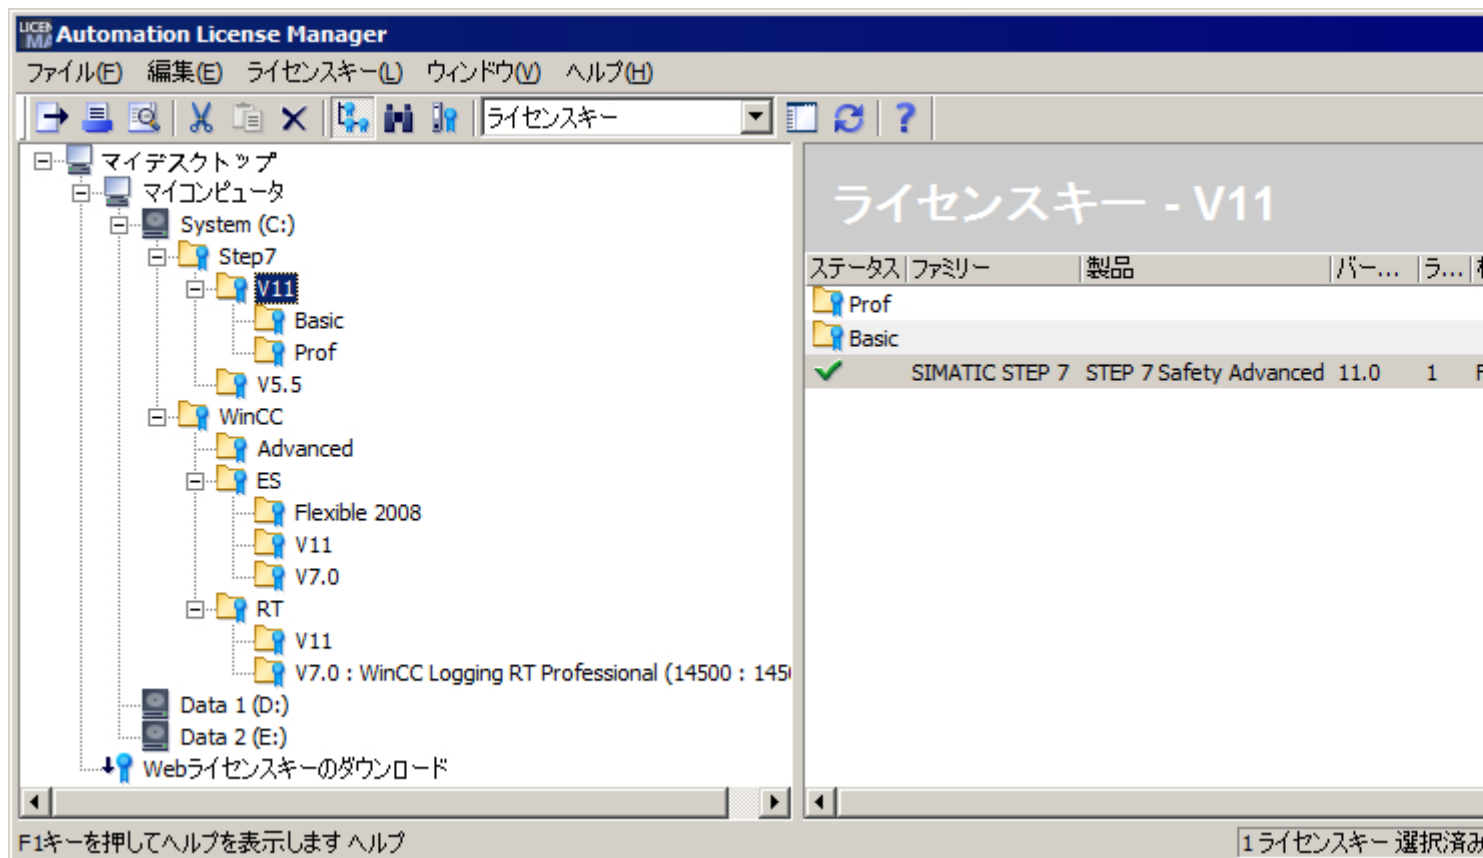 Automation License Manager
ファイル(F) 編集(E) ライセンスキー(L) ウィンドウ(V) ヘルプ(H)
ライセンスキー
マイデスクトップ
マイコンピュータ
System (C:)
Step7
V11
Basic
Prof
V5.5
WinCC
Advanced
ES
Flexible 2008
V11
V7.0
RT
V11
V7.0 : WinCC Logging RT Professional (14500 : 145
Data 1 (D:)
Data 2 (E:)
Webライセンスキーのダウンロード
ライセンスキー - V11
ステータス ファミリー 製品 バー... ラ...
Prof
Basic
SIMATIC STEP 7 STEP 7 Safety Advanced 11.0 1 F
F1キーを押してヘルプを表示します ヘルプ
1 ライセンスキー 選択済み